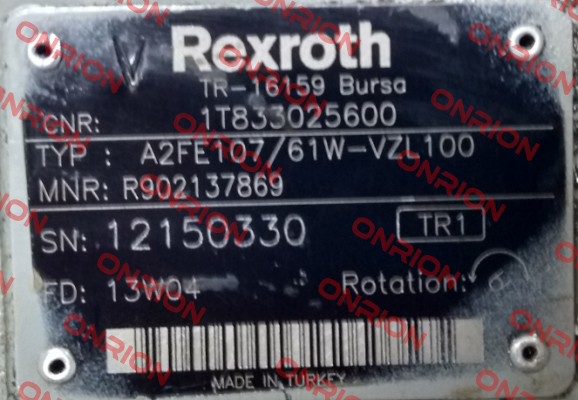 V Rexroth
TR-16159 Bursa
CNR: 1T833025600
TYP : A2FE107/61W-VZL100
MNR: R902137869
SN: 12150330 TR1
FD: 13W04 Rotation:
MADE IN TURKEY
ONRION